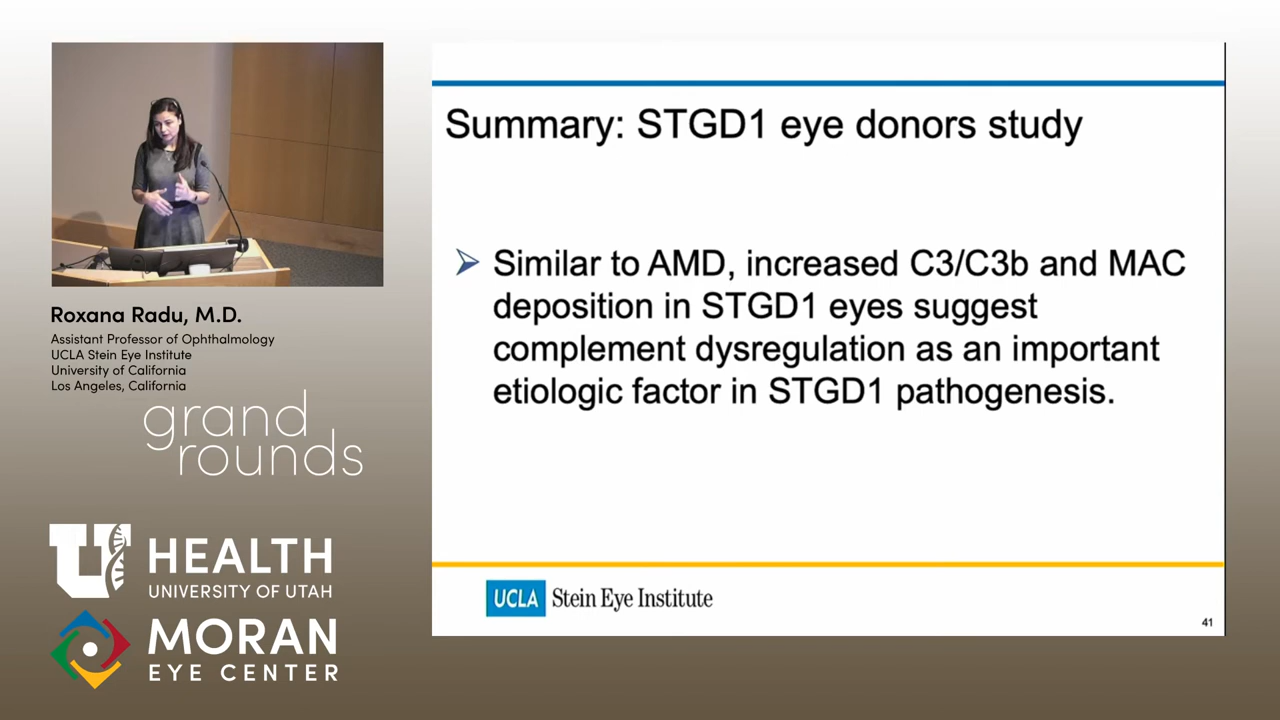 Roxana Radu, M.D.
Assistant Professor of Ophthalmology
UCLA Stein Eye Institute
University of California
Los Angeles, California
grand
rounds
U HEALTH
UNIVERSITY OF UTAH
MORAN
EYE CENTER
Summary: STGD1 eye donors study
Similar to AMD, increased C3/C3b and MAC
deposition in STGD1 eyes suggest
complement dysregulation as an important
etiologic factor in STGD1 pathogenesis.
UCLA Stein Eye Institute
41